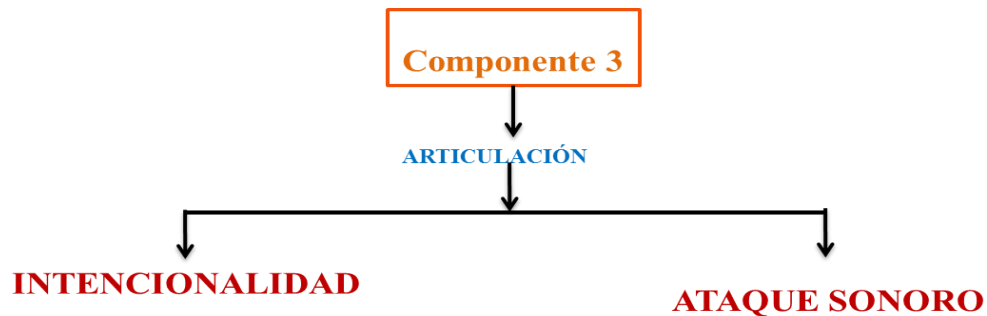 Componente 3
ARTICULACIÓN
INTENCIONALIDAD
ATAQUE SONORO